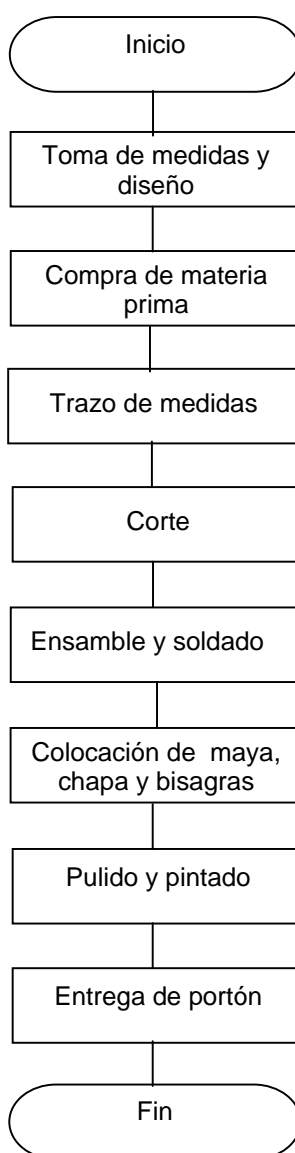 Inicio
Toma de medidas y
diseño
Compra de materia
prima
Trazo de medidas
Corte
Ensamble y soldado
Colocación de maya,
chapa y bisagras
Pulido y pintado
Entrega de portón
Fin